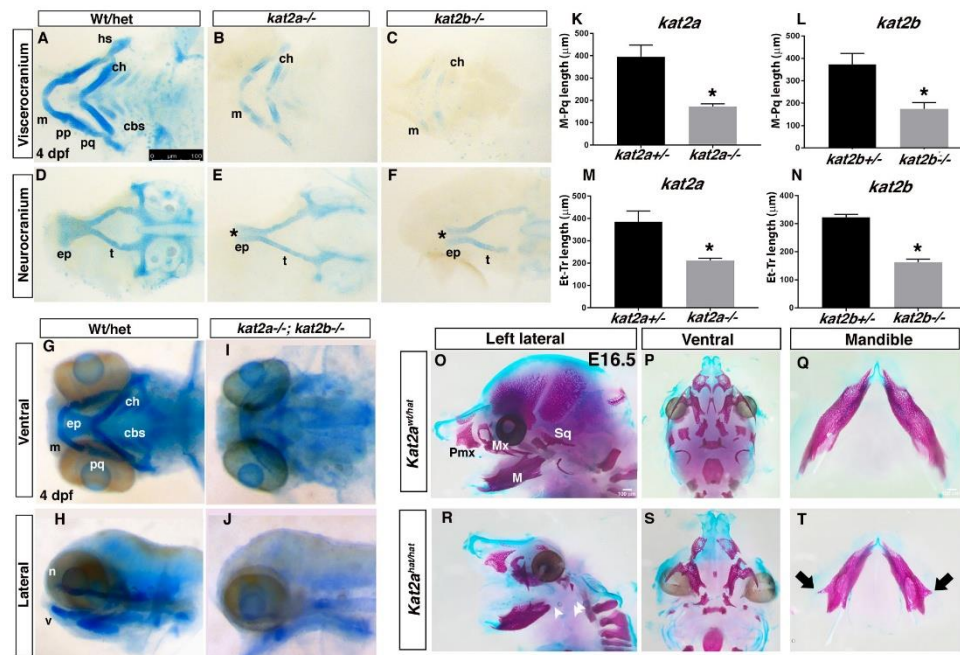 Wt/het
kat2a-/-
kat2b-/-
Viscerocranium
A
hs
ch
m
pp
pq
cbs
4 dpf
µm 100
B
ch
m
C
ch
m
Neurocranium
D
ep
t
E
*
ep
t
F
*
ep
t
K
kat2a
M-Pq length (µm)
500
400
300
200
100
0
*
kat2a+/-
kat2a-/-
L
kat2b
M-Pq length (µm)
500
400
300
200
100
0
*
kat2b+/-
kat2b-/-
M
kat2a
Et-Tr length (µm)
500
400
300
200
100
0
*
kat2a+/-
kat2a-/-
N
kat2b
Et-Tr length (µm)
400
300
200
100
0
*
kat2b+/-
kat2b-/-
Wt/het
kat2a-/-; kat2b-/-
Ventral
G
ch
ep
cbs
m
pq
4 dpf
I
Lateral
H
n
v
J
Left lateral
Ventral
Mandible
Kat2awt/hat
O
E16.5
Pmx
Mx
Sq
M
P
Q
Kat2ahat/hat
R
S
T